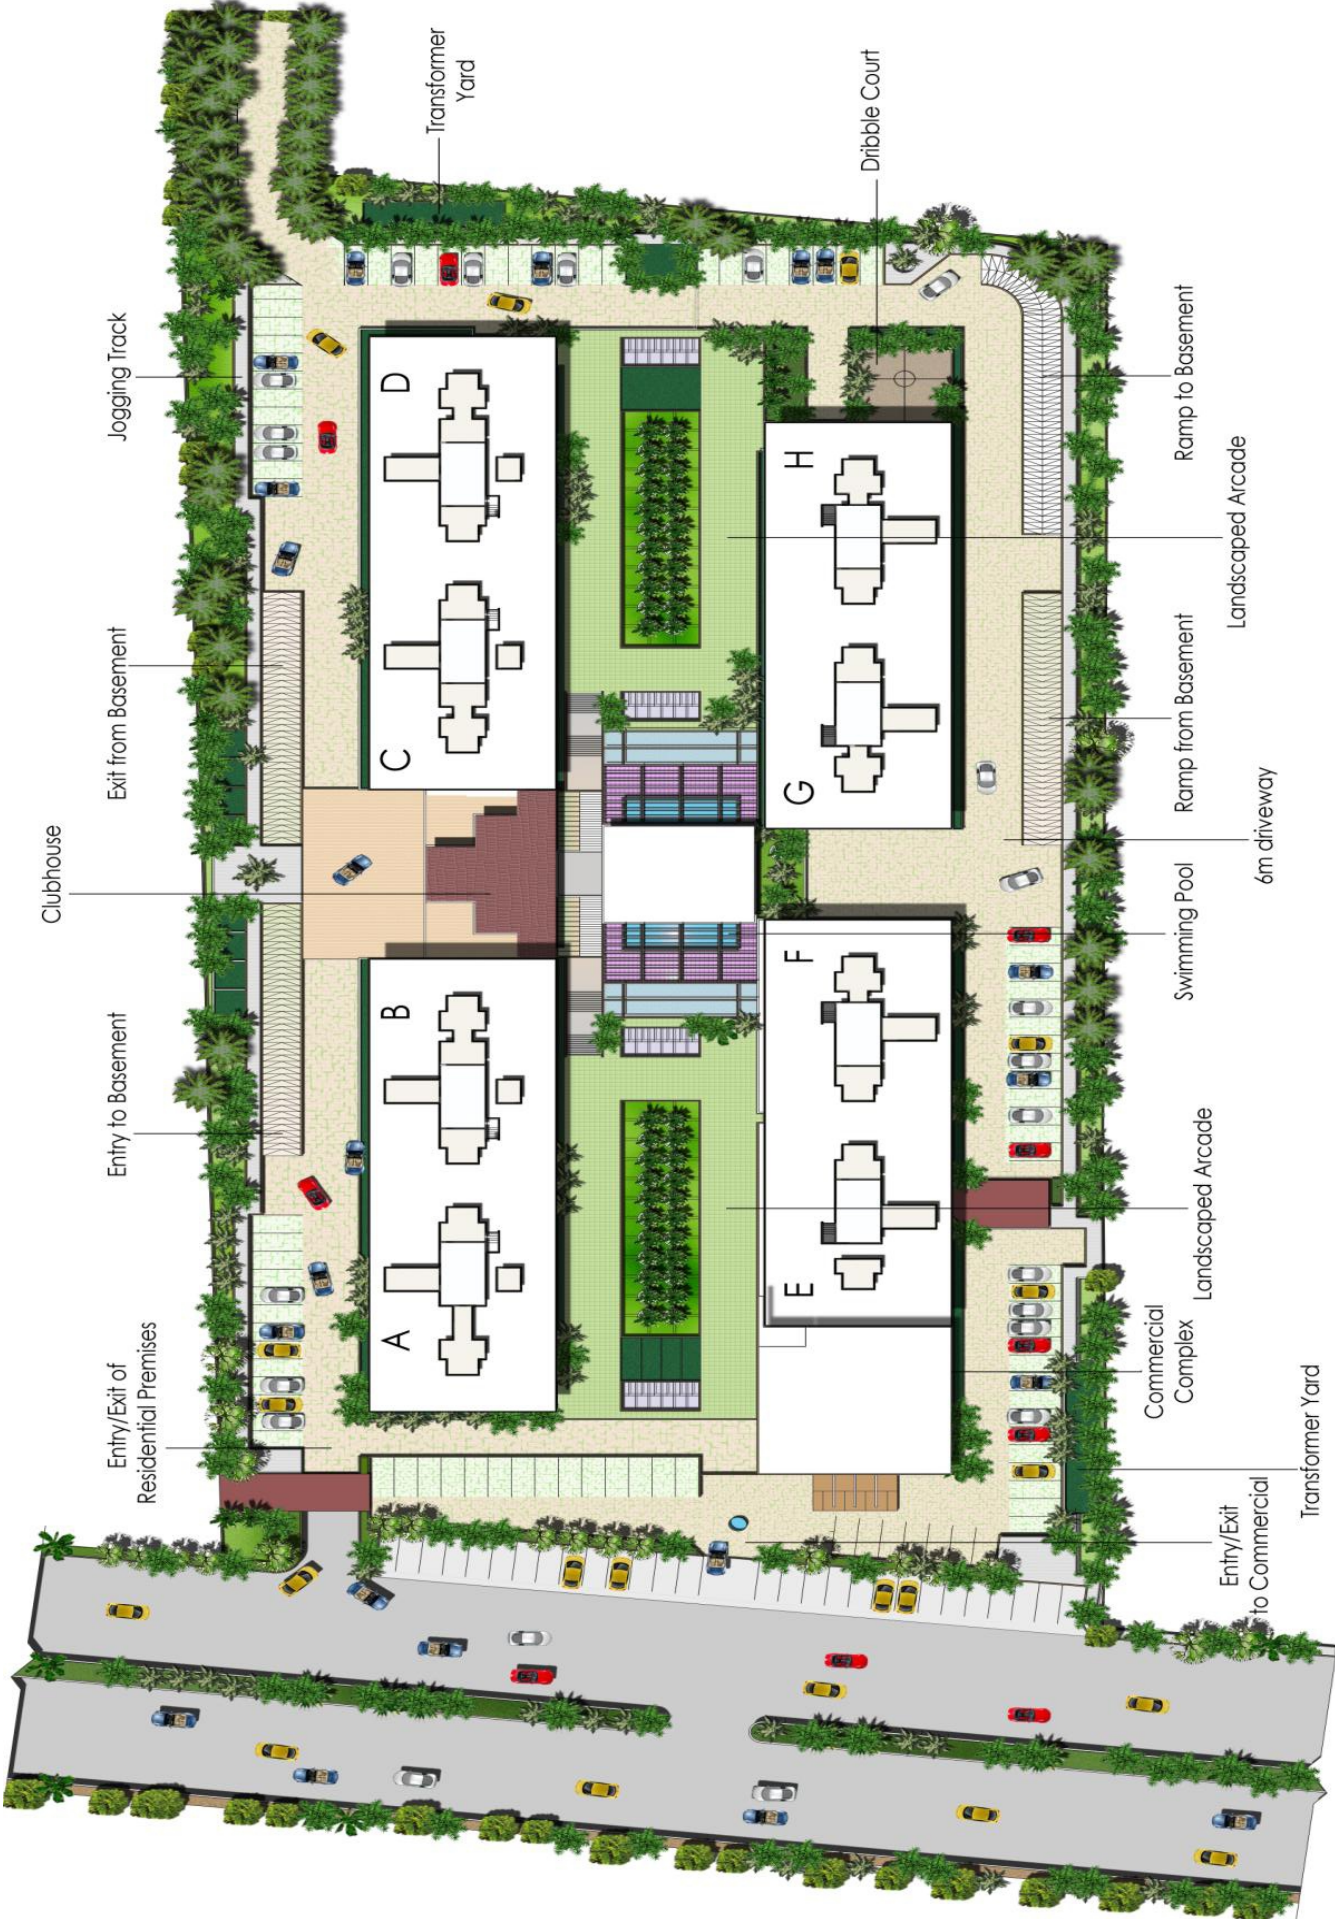 Entry/Exit of
Residential Premises
Entry to Basement
Clubhouse
Exit from Basement
Jogging Track
Transformer
Yard
A
B
C
D
E
F
G
H
Dribble Court
Entry/Exit
to Commercial
Transformer Yard
Commercial
Complex
Landscaped Arcade
Swimming Pool
6m driveway
Ramp from Basement
Landscaped Arcade
Ramp to Basement